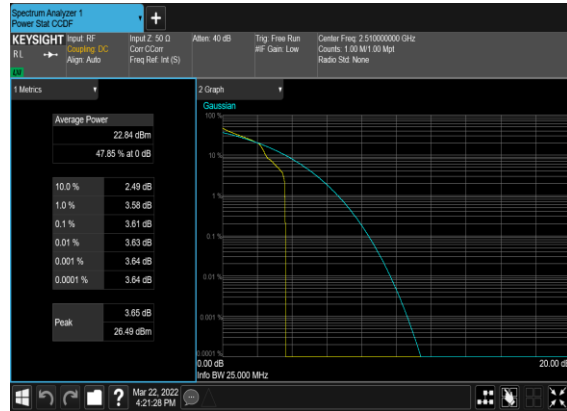 Spectrum Analyzer 1
Power Stat CCDF
KEYSIGHT
RL
Input: RF
Coupling: DC
Align: Auto
Input Z: 50 Ω
Corr CCorr
Freq Ref: Int (S)
Atten: 40 dB
Trig: Free Run
#IF Gain: Low
Center Freq: 2.510000000 GHz
Counts: 1.00 M/1.00 Mpt
Radio Std: None
1 Metrics
Average Power
22.84 dBm
47.85 % at 0 dB
10.0 % 2.49 dB
1.0 % 3.58 dB
0.1 % 3.61 dB
0.01 % 3.63 dB
0.001 % 3.64 dB
0.0001 % 3.64 dB
Peak 3.65 dB
26.49 dBm
2 Graph
Gaussian
100 %
10 %
1 %
0.1 %
0.01 %
0.001 %
0.0001 %
0.00 dB
20.00 dB
Info BW 25.000 MHz
?
Mar 22, 2022
4:21:28 PM